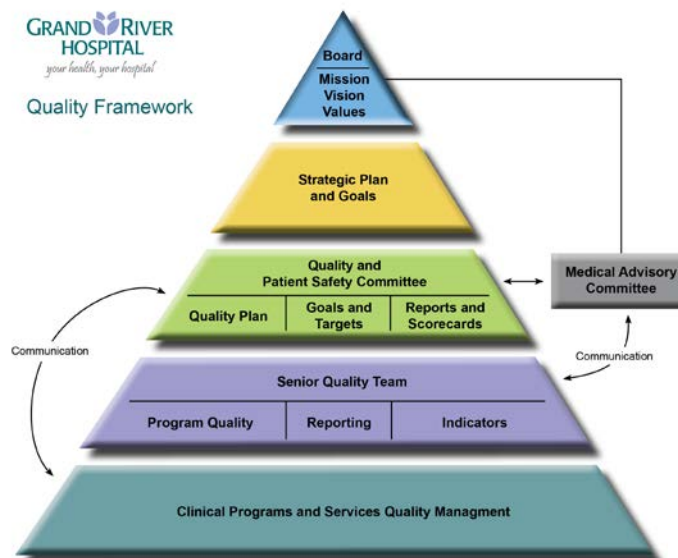 GRAND RIVER
HOSPITAL
your health, your hospital
Quality Framework
Board
Mission
Vision
Values
Strategic Plan
and Goals
Quality and
Patient Safety Committee
Quality Plan
Goals and
Targets
Reports and
Scorecards
Medical Advisory
Committee
Communication
Communication
Senior Quality Team
Program Quality
Reporting
Indicators
Clinical Programs and Services Quality Managment